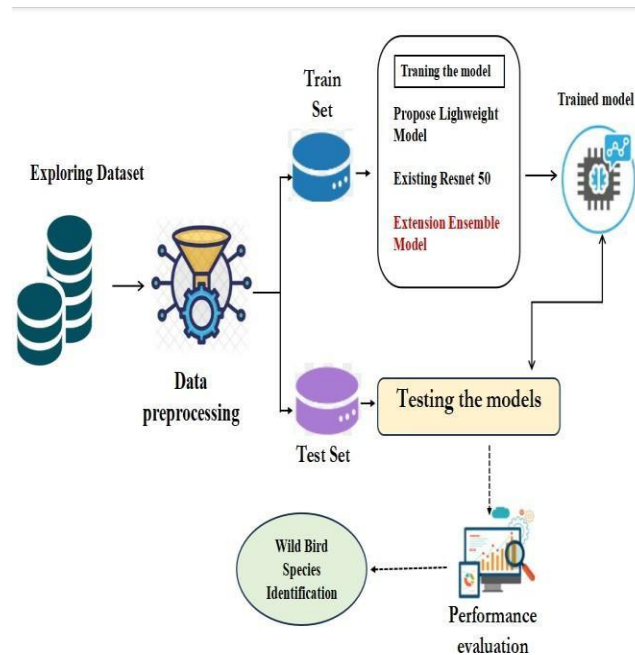 Exploring Dataset
Data
preprocessing
Train
Set
Traning the model
Propose Lighweight
Model
Existing Resnet 50
Extension Ensemble
Model
Trained model
Test Set
Testing the models
Performance
evaluation
Wild Bird
Species
Identification